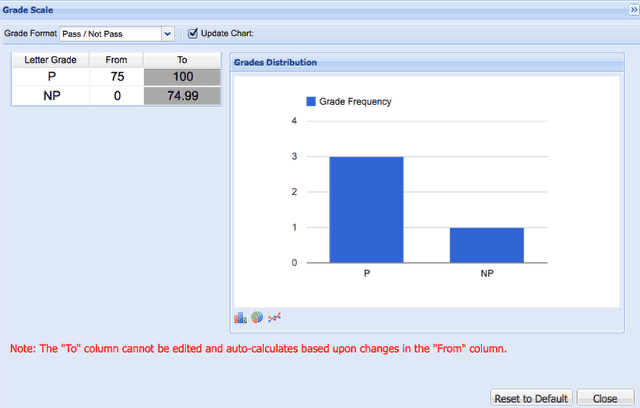 Grade Scale
Grade Format Pass / Not Pass Update Chart:
Letter Grade From To
P 75 100
NP 0 74.99
Grades Distribution
Grade Frequency
4
3
2
1
0
P NP
Note: The "To" column cannot be edited and auto-calculates based upon changes in the "From" column.
Reset to Default Close